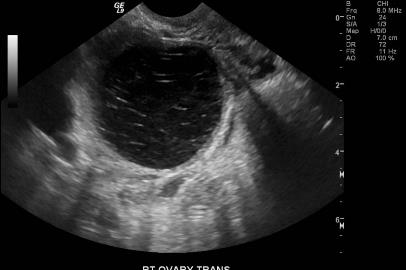 GE
L9
B CHI
Frq 8.0 MHz
Gn 24
S/A 1/3
Map H/0/0
D 7.0 cm
DR 72
FR 11 Hz
AO 100 %
0
2
4
6
RT OVARY TRANS